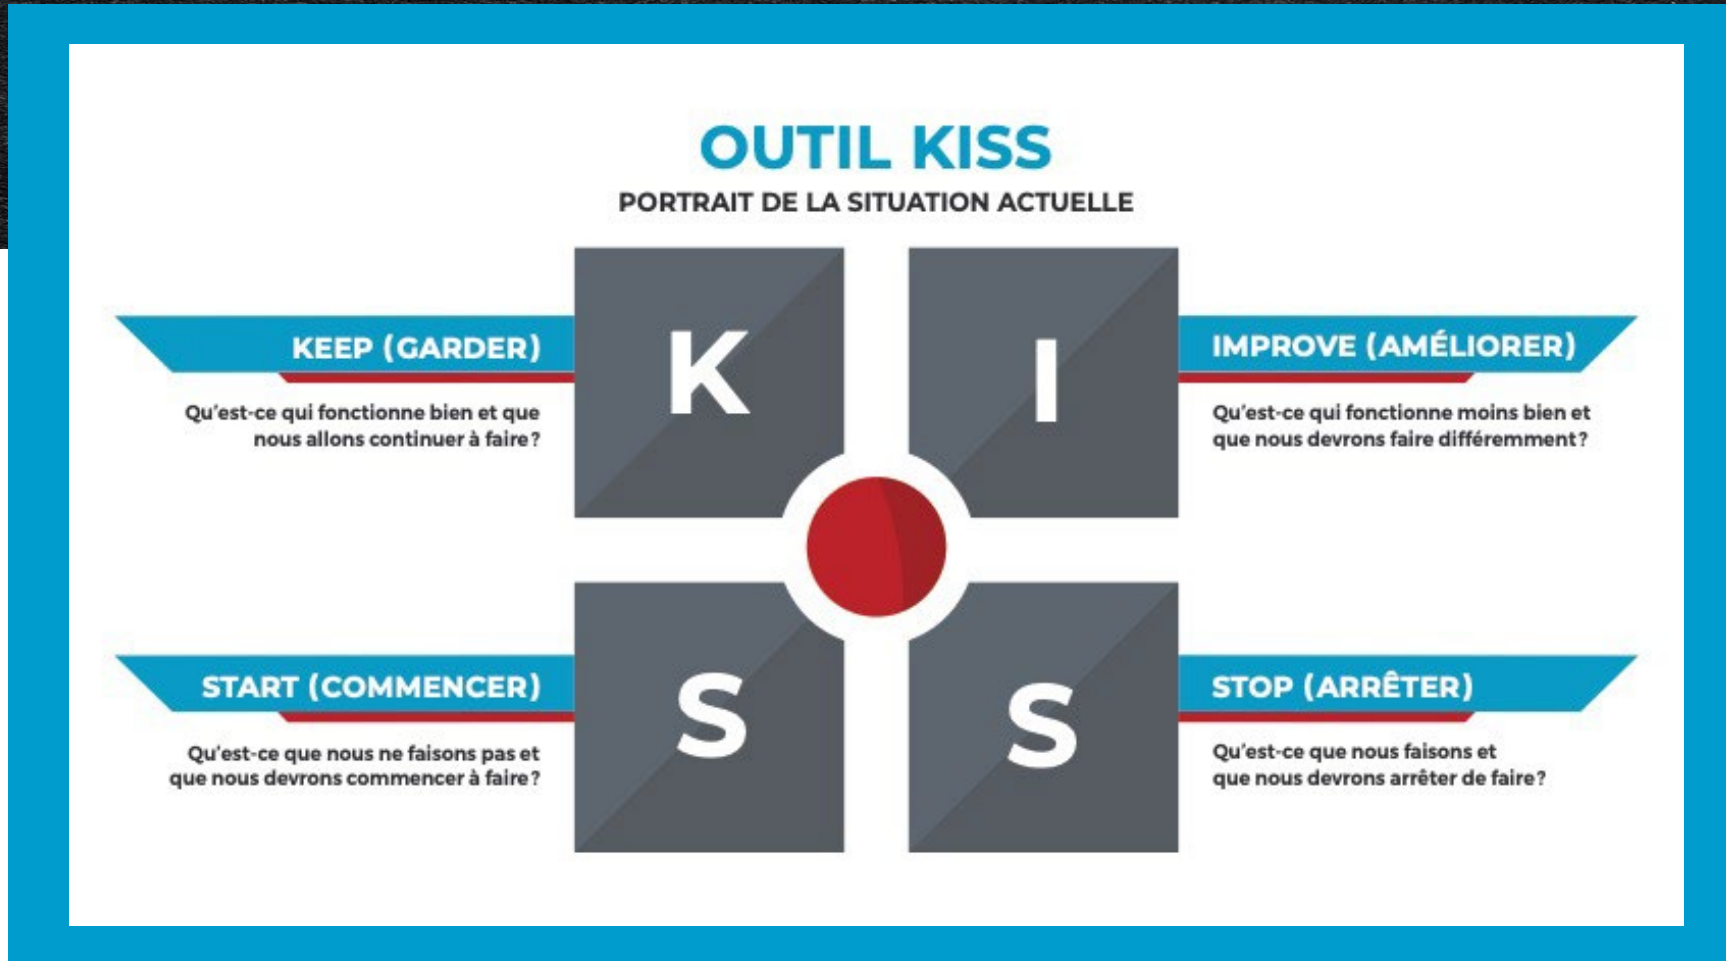 OUTIL KISS
PORTRAIT DE LA SITUATION ACTUELLE
K
KEEP (GARDER)
Qu'est-ce qui fonctionne bien et que
nous allons continuer à faire ?
I
IMPROVE (AMÉLIORER)
Qu'est-ce qui fonctionne moins bien et
que nous devrons faire différemment ?
S
START (COMMENCER)
Qu'est-ce que nous ne faisons pas et
que nous devrons commencer à faire ?
S
STOP (ARRÊTER)
Qu'est-ce que nous faisons et
que nous devrons arrêter de faire ?